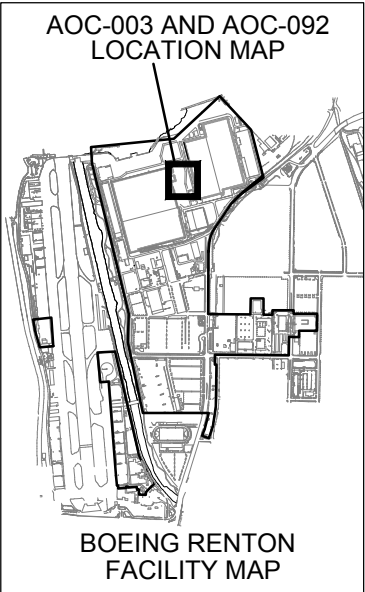 AOC-003 AND AOC-092
LOCATION MAP
BOEING RENTON
FACILITY MAP